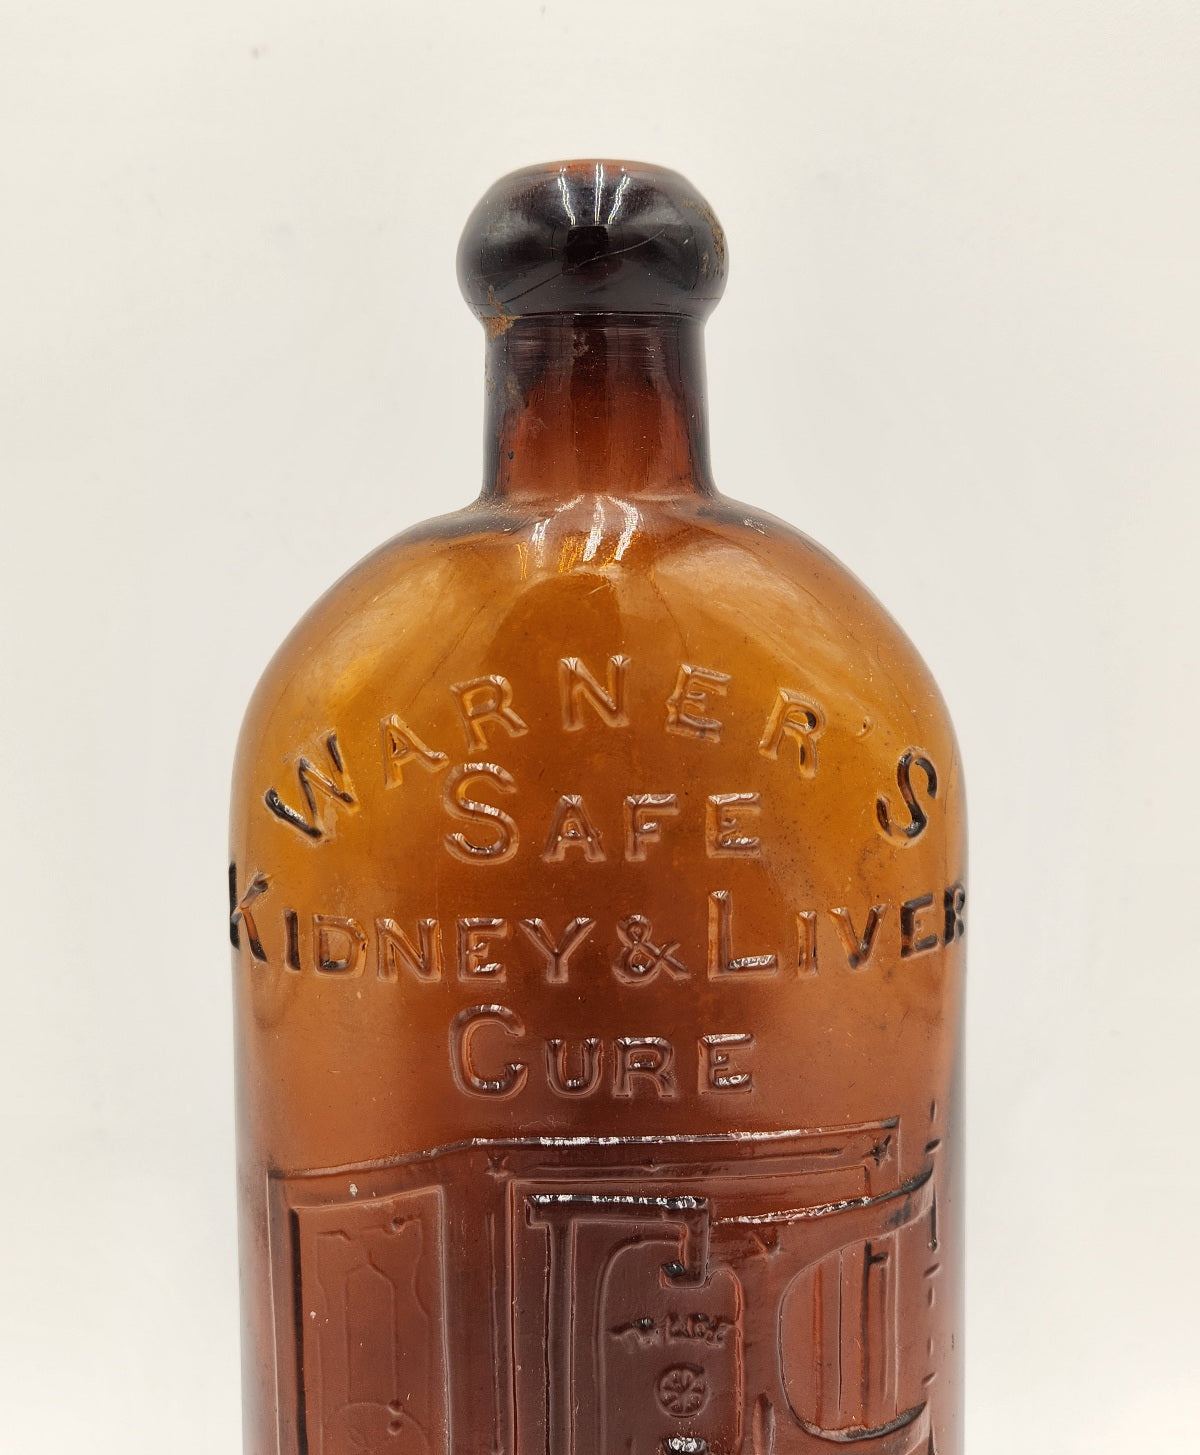 WARNER'S
SAFE
KIDNEY & LIVER
CURE